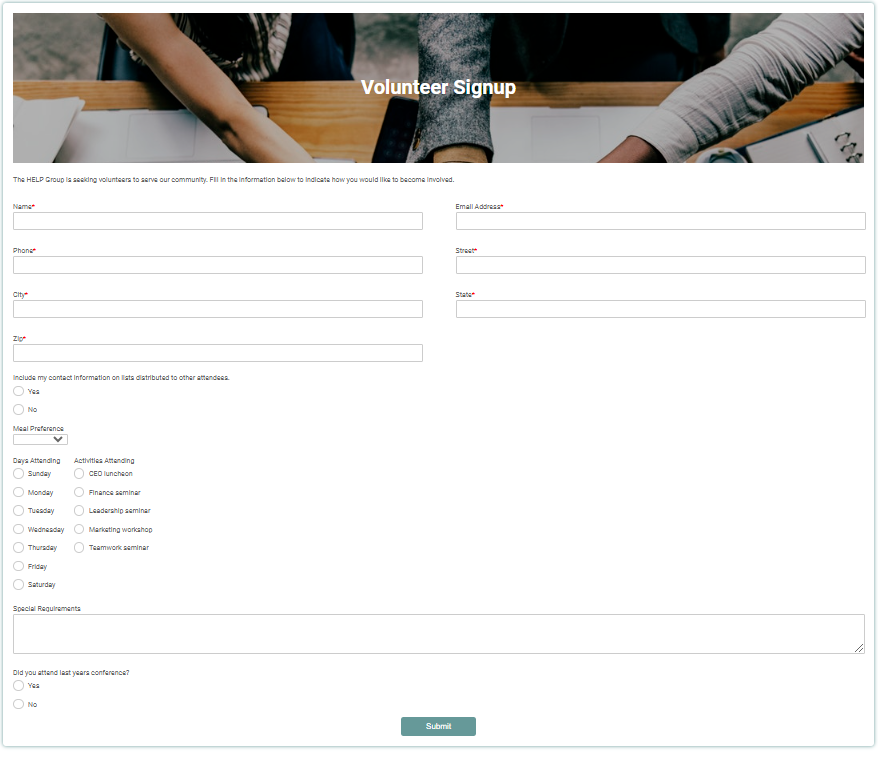 Volunteer Signup
The HELP Group is seeking volunteers to serve our community. Fill in the information below to indicate how you would like to become involved.
Name* Email Address*
Phone* Street*
City* State*
Zip*
Include my contact information on lists distributed to other attendees.
Yes
No
Meal Preference
Days Attending Activities Attending
Sunday CEO luncheon
Monday Finance seminar
Tuesday Leadership seminar
Wednesday Marketing workshop
Thursday Teamwork seminar
Friday
Saturday
Special Requirements
Did you attend last years conference?
Yes
No
Submit